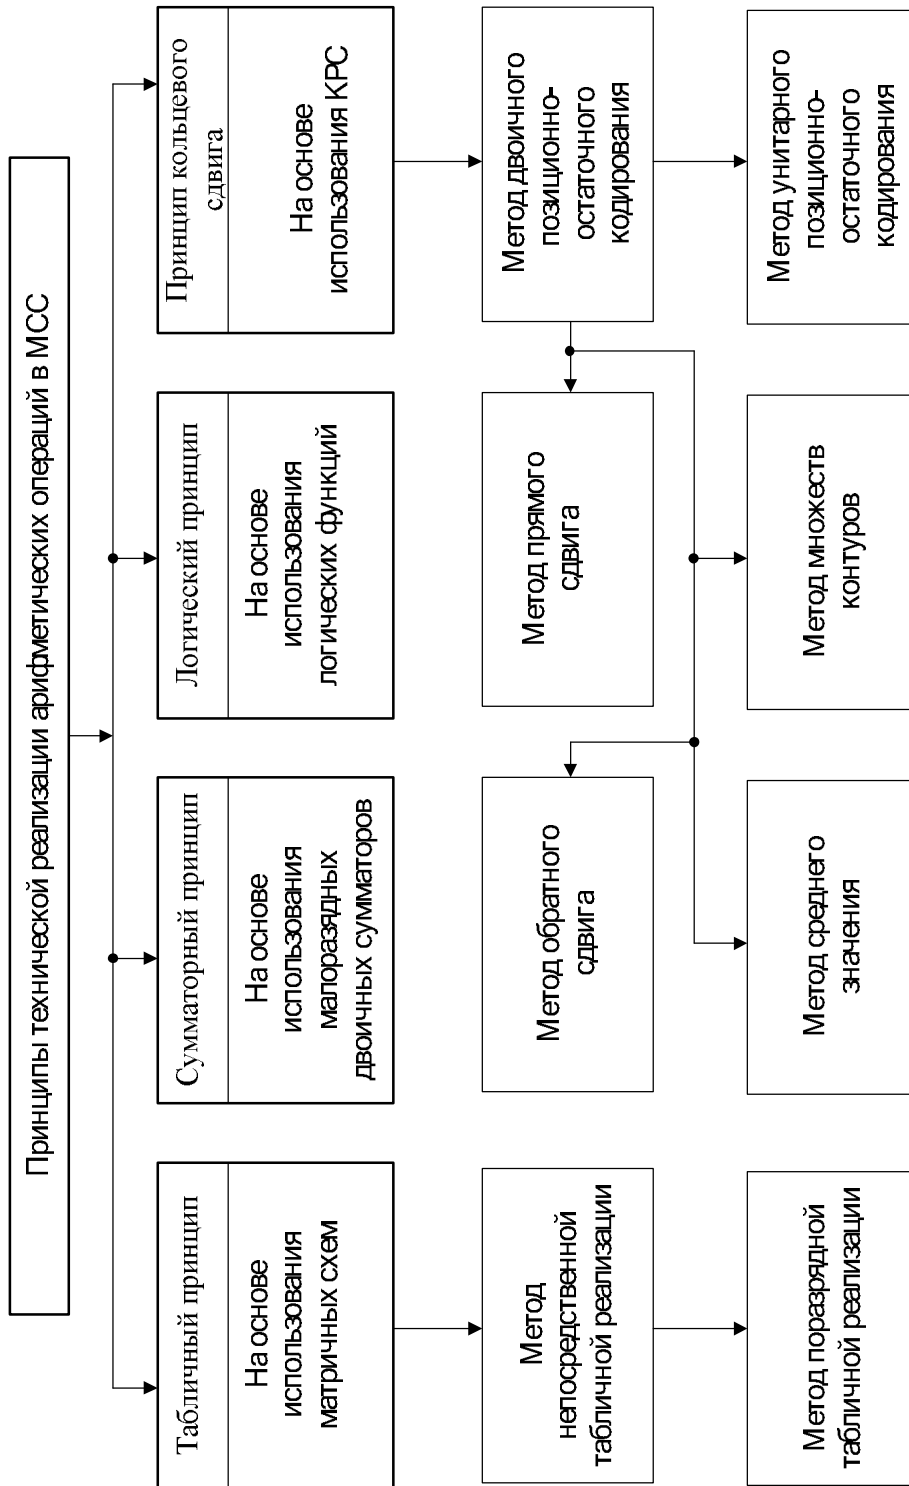 Принципы технической реализации арифметических операций в МСС
Табличный принцип
На основе
использования
матричных схем
Сумматорный принцип
На основе
использования
малоразрядных
двоичных сумматоров
Логический принцип
На основе
использования
логических функций
Принцип кольцевого
сдвига
На основе
использования КРС
Метод
непосредственной
табличной реализации
Метод обратного
сдвига
Метод прямого
сдвига
Метод двоичного
позиционно-
остаточного
кодирования
Метод поразрядной
табличной реализации
Метод среднего
значения
Метод множеств
контуров
Метод унитарного
позиционно-
остаточного
кодирования